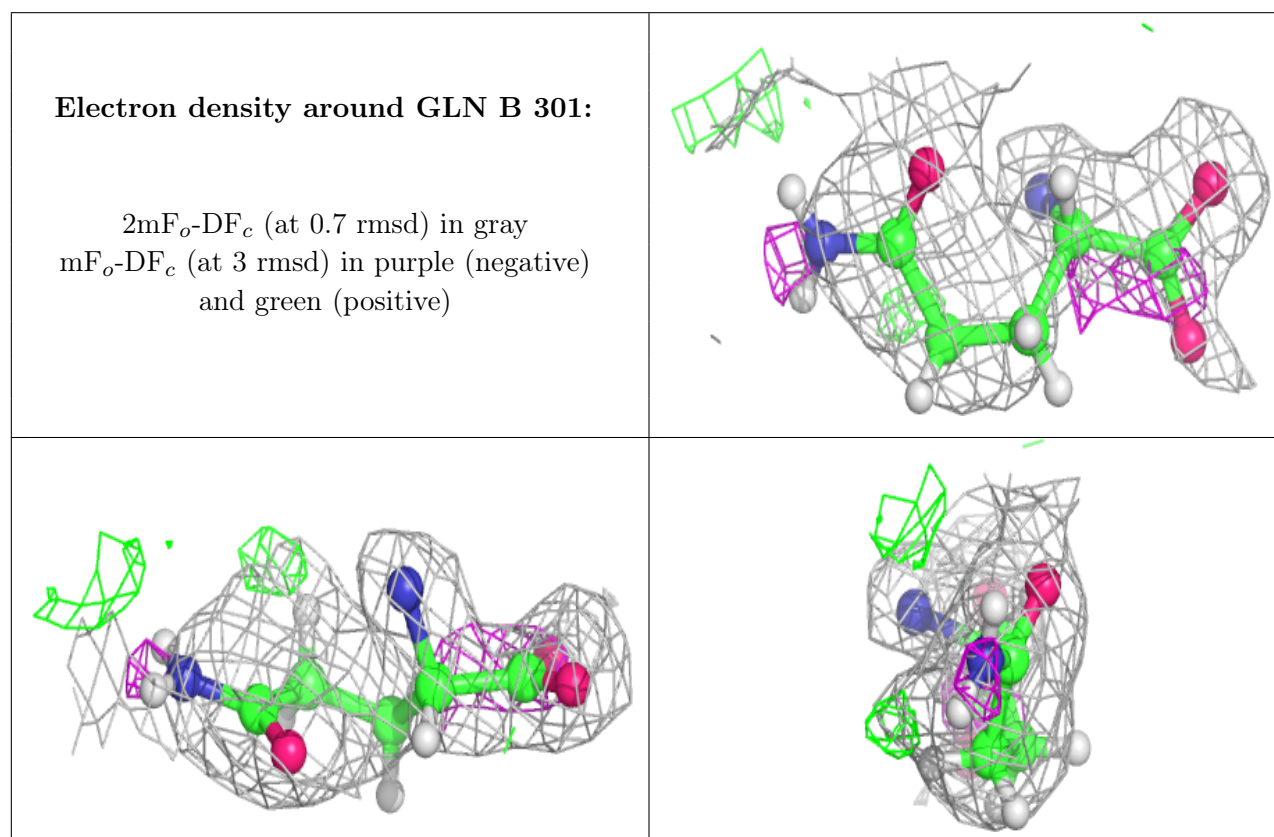 Electron density around GLN B 301:
2mFo-DFc (at 0.7 rmsd) in gray
mFo-DFc (at 3 rmsd) in purple (negative)
and green (positive)